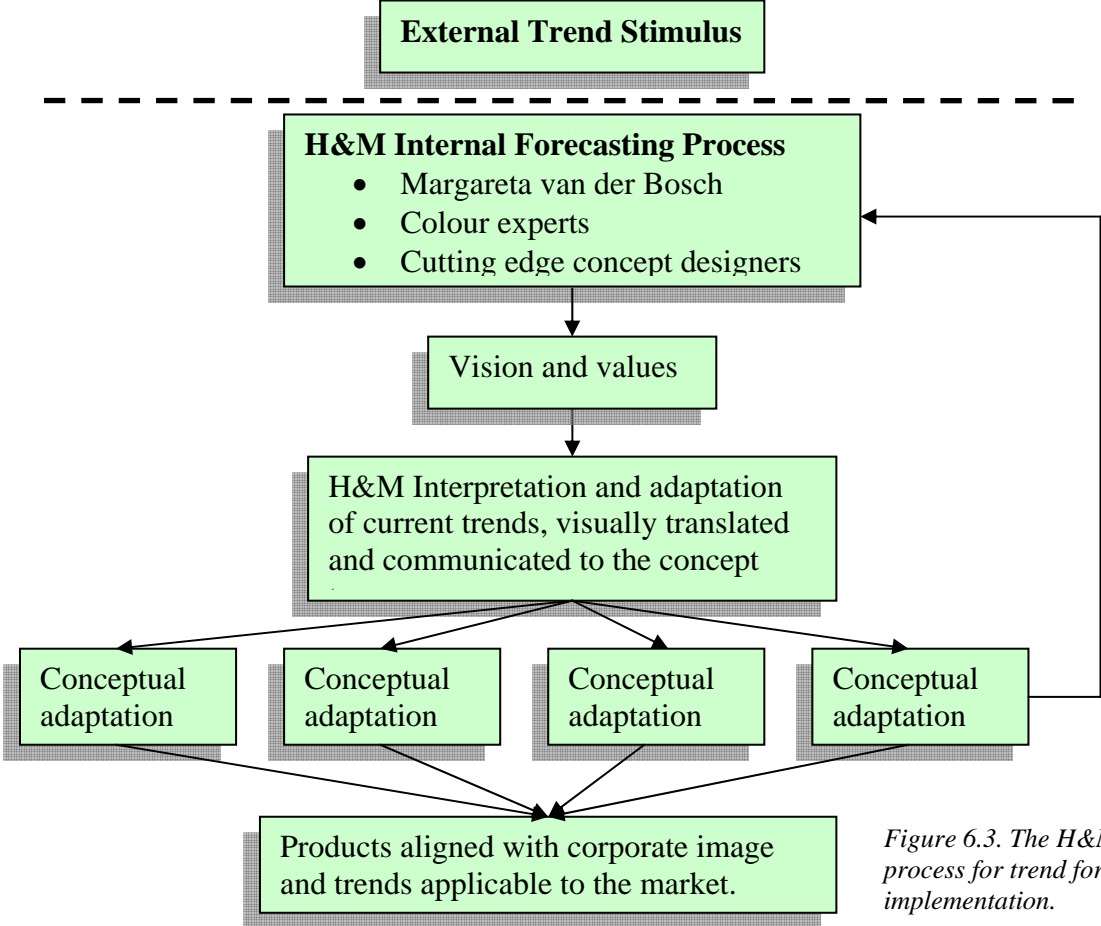 External Trend Stimulus
H&M Internal Forecasting Process
• Margareta van der Bosch
• Colour experts
• Cutting edge concept designers
Vision and values
H&M Interpretation and adaptation
of current trends, visually translated
and communicated to the concept
Conceptual
adaptation
Conceptual
adaptation
Conceptual
adaptation
Conceptual
adaptation
Products aligned with corporate image
and trends applicable to the market.
Figure 6.3. The H&M
process for trend for
implementation.